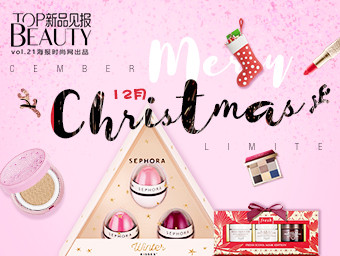 TOP新品见报
BEAUTY
vol.21海报时尚网出品
CEMBER
Merry
12月
Christmas
LIMITE
SEPHORA
SEPHORA
SEPHORA
SEPHORA
Winter
fresh